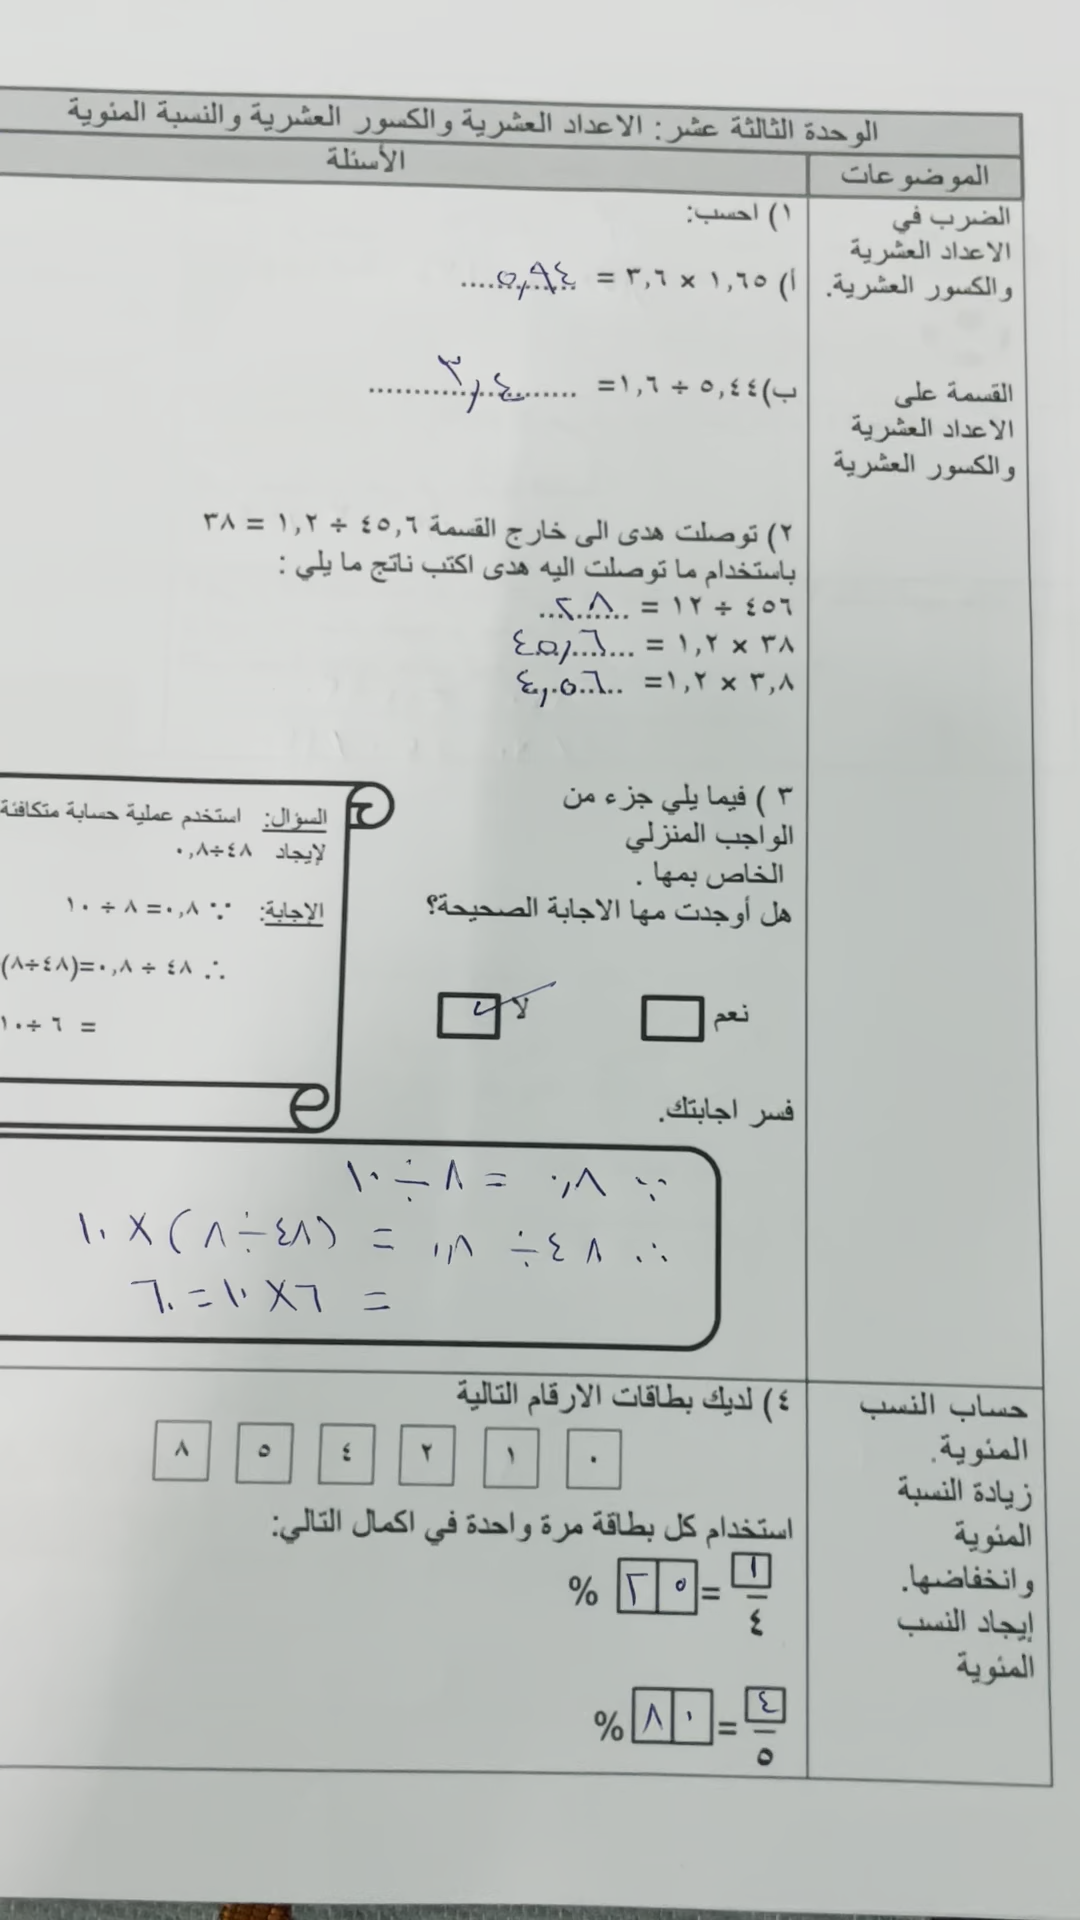 الوحدة الثالثة عشر: الاعداد العشرية والكسور العشرية والنسبة المئوية
الموضوعات
الأسئلة
الضرب في
الاعداد العشرية
والكسور العشرية.
١) احسب:
أ) ١,٦٥ × ٣,٦ = ٥,٩٤
القسمة على
الاعداد العشرية
والكسور العشرية
ب) ٥,٤٤ ÷ ١,٦ = ٣,٤
٢) توصلت هدى الى خارج القسمة ٤٥,٦ ÷ ١,٢ = ٣٨
باستخدام ما توصلت اليه هدى اكتب ناتج ما يلي :
٤٥٦ ÷ ١٢ = ٢٨
٣٨ × ١,٢ = ٤٥,٦
٣,٨ × ١,٢ = ٤,٥٦
٣ ) فيما يلي جزء من
الواجب المنزلي
الخاص بمها .
هل أوجدت مها الاجابة الصحيحة؟
نعم
لا ✓
فسر اجابتك.
السؤال: استخدم عملية حسابة متكافئة
لإيجاد ٤٨÷٠,٨
الاجابة: ∵ ٠,٨ = ٨ ÷ ١٠
∴ ٤٨ ÷ ٠,٨=(٤٨÷٨)
= ٦ ÷١٠
∵ ٠,٨ = ٨ ÷ ١٠
∴ ٤٨ ÷ ٠,٨ = (٤٨ ÷ ٨) × ١٠
= ٦ × ١٠ = ٦٠
حساب النسب
المئوية.
زيادة النسبة
المئوية
وانخفاضها.
إيجاد النسب
المئوية
٤) لديك بطاقات الارقام التالية
٠ ١ ٢ ٤ ٥ ٨
استخدام كل بطاقة مرة واحدة في اكمال التالي:
١/٤ = ٢٥ %
٤/٥ = ٨٠ %